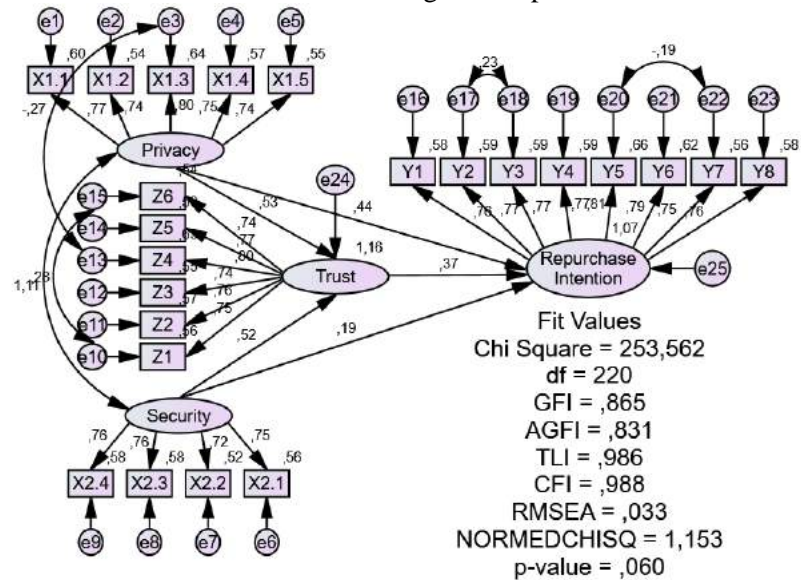 e1 e2 e3 e4 e5
,60 ,54 ,64 ,57 ,55
X1.1 X1.2 X1.3 X1.4 X1.5
-,27 ,77 ,74 ,80 ,75 ,74
Privacy
,23 -,19
e16 e17 e18 e19 e20 e21 e22 e23
,58 ,59 ,59 ,59 ,66 ,62 ,56 ,58
Y1 Y2 Y3 Y4 Y5 Y6 Y7 Y8
,76 ,77 ,77 ,77 ,81 ,79 ,75 ,76
1,07
Repurchase
Intention
e25
e24
,53 ,44
1,16
Trust
,37
e15 Z6 ,74
e14 Z5 ,77
e13 Z4 ,80
e12 Z3 ,74
e11 Z2 ,76
e10 Z1 ,75
,55
,57
,56
1,11
,52 ,19
Security
,76 ,76 ,72 ,75
,58 ,58 ,52 ,56
X2.4 X2.3 X2.2 X2.1
e9 e8 e7 e6
Fit Values
Chi Square = 253,562
df = 220
GFI = ,865
AGFI = ,831
TLI = ,986
CFI = ,988
RMSEA = ,033
NORMEDCHISQ = 1,153
p-value = ,060